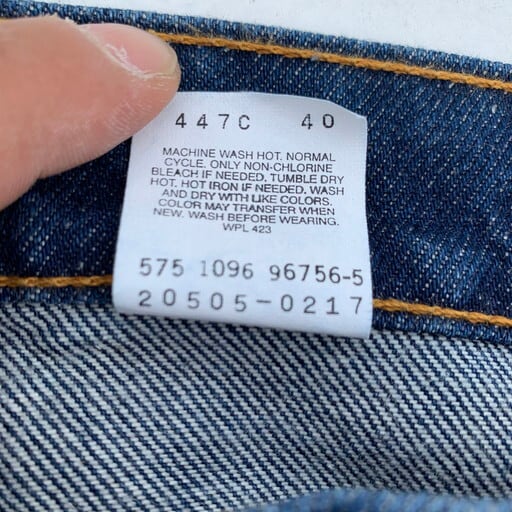 447C 40
MACHINE WASH HOT. NORMAL
CYCLE. ONLY NON-CHLORINE
BLEACH IF NEEDED. TUMBLE DRY
HOT. HOT IRON IF NEEDED. WASH
AND DRY WITH LIKE COLORS.
COLOR MAY TRANSFER WHEN
NEW. WASH BEFORE WEARING.
WPL 423
575 1096 96756-5
20505-0217